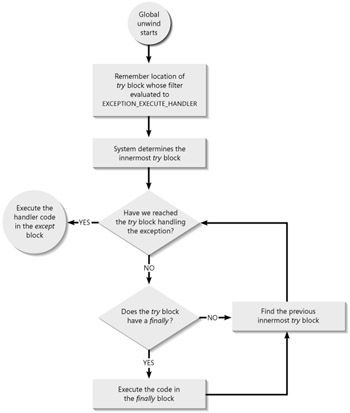 Global
unwind
starts
Remember location of
try block whose filter
evaluated to
EXCEPTION_EXECUTE_HANDLER
System determines the
innermost try block
Execute the
handler code
in the except
block
YES
Have we reached
the try block handling
the exception?
NO
Does the try block
have a finally?
NO
Find the previous
innermost try block
YES
Execute the code in
the finally block